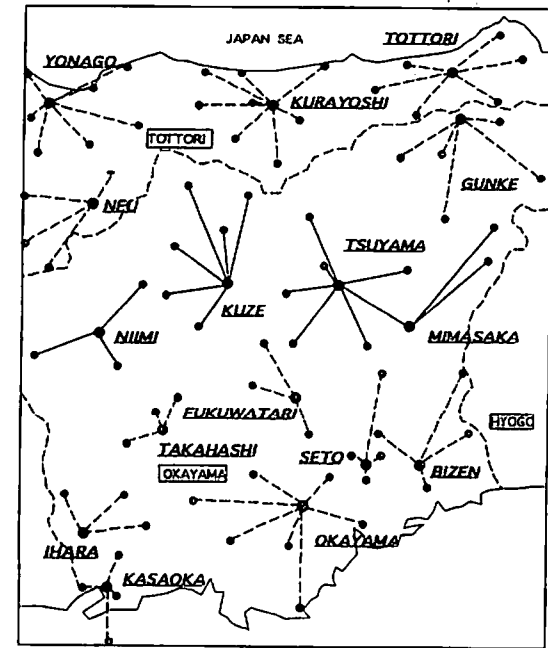 JAPAN SEA
TOTTORI
YONAGO
KURAYOSHI
TOTTORI
GUNKE
NEU
TSUYAMA
KUZE
NIIMI
MIMASAKA
FUKUWATARI
TAKAHASHI
SETO
HYOGO
OKAYAMA
BIZEN
IHARA
OKAYAMA
KASAOKA